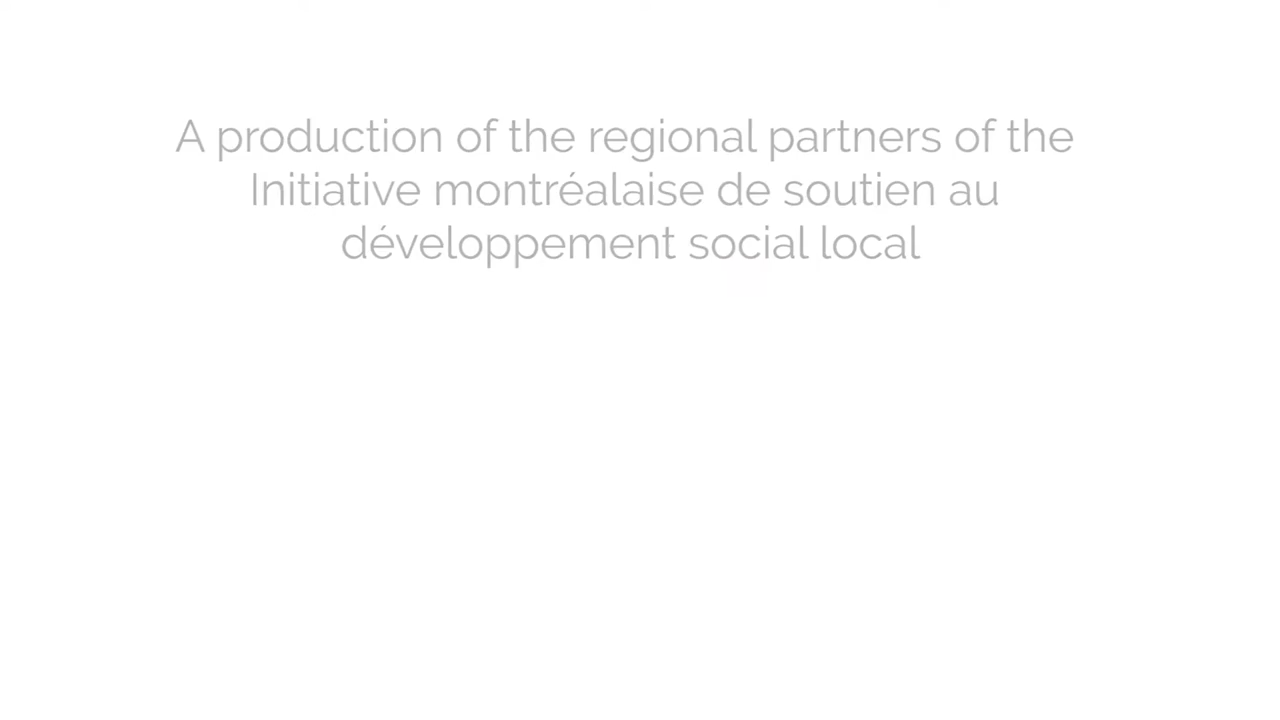 A production of the regional partners of the
Initiative montréalaise de soutien au
développement social local